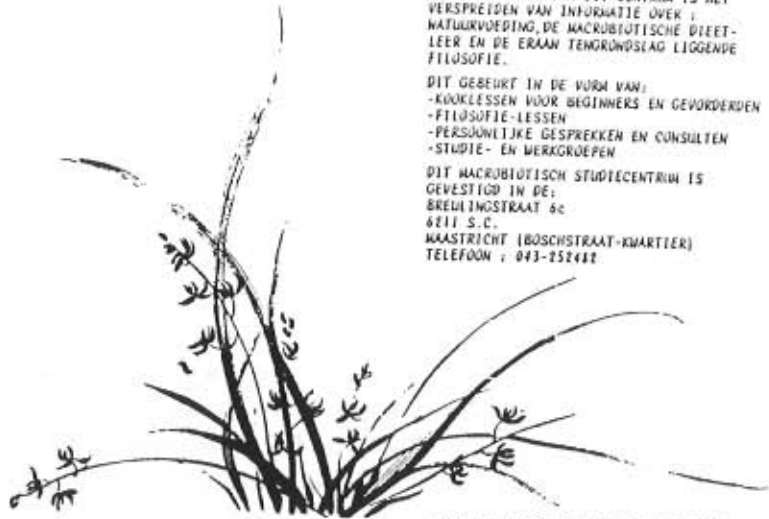 VERSPREIDEN VAN INFORMATIE OVER :
NATUURVOEDING, DE MACROBIOTISCHE DIEET-
LEER EN DE ERAAN TENGRONDSLAG LIGGENDE
FILOSOFIE.
DIT GEBEURT IN DE VORM VAN:
-KOOKLESSEN VOOR BEGINNERS EN GEVORDERDEN
-FILOSOFIE-LESSEN
-PERSOONLIJKE GESPREKKEN EN CONSULTEN
-STUDIE- EN WERKGROEPEN
DIT MACROBIOTISCH STUDIECENTRUM IS
GEVESTIGD IN DE:
BREULINGSTRAAT 6c
6211 S.C.
MAASTRICHT (BOSCHSTRAAT-KWARTIER)
TELEFOON : 043-252482